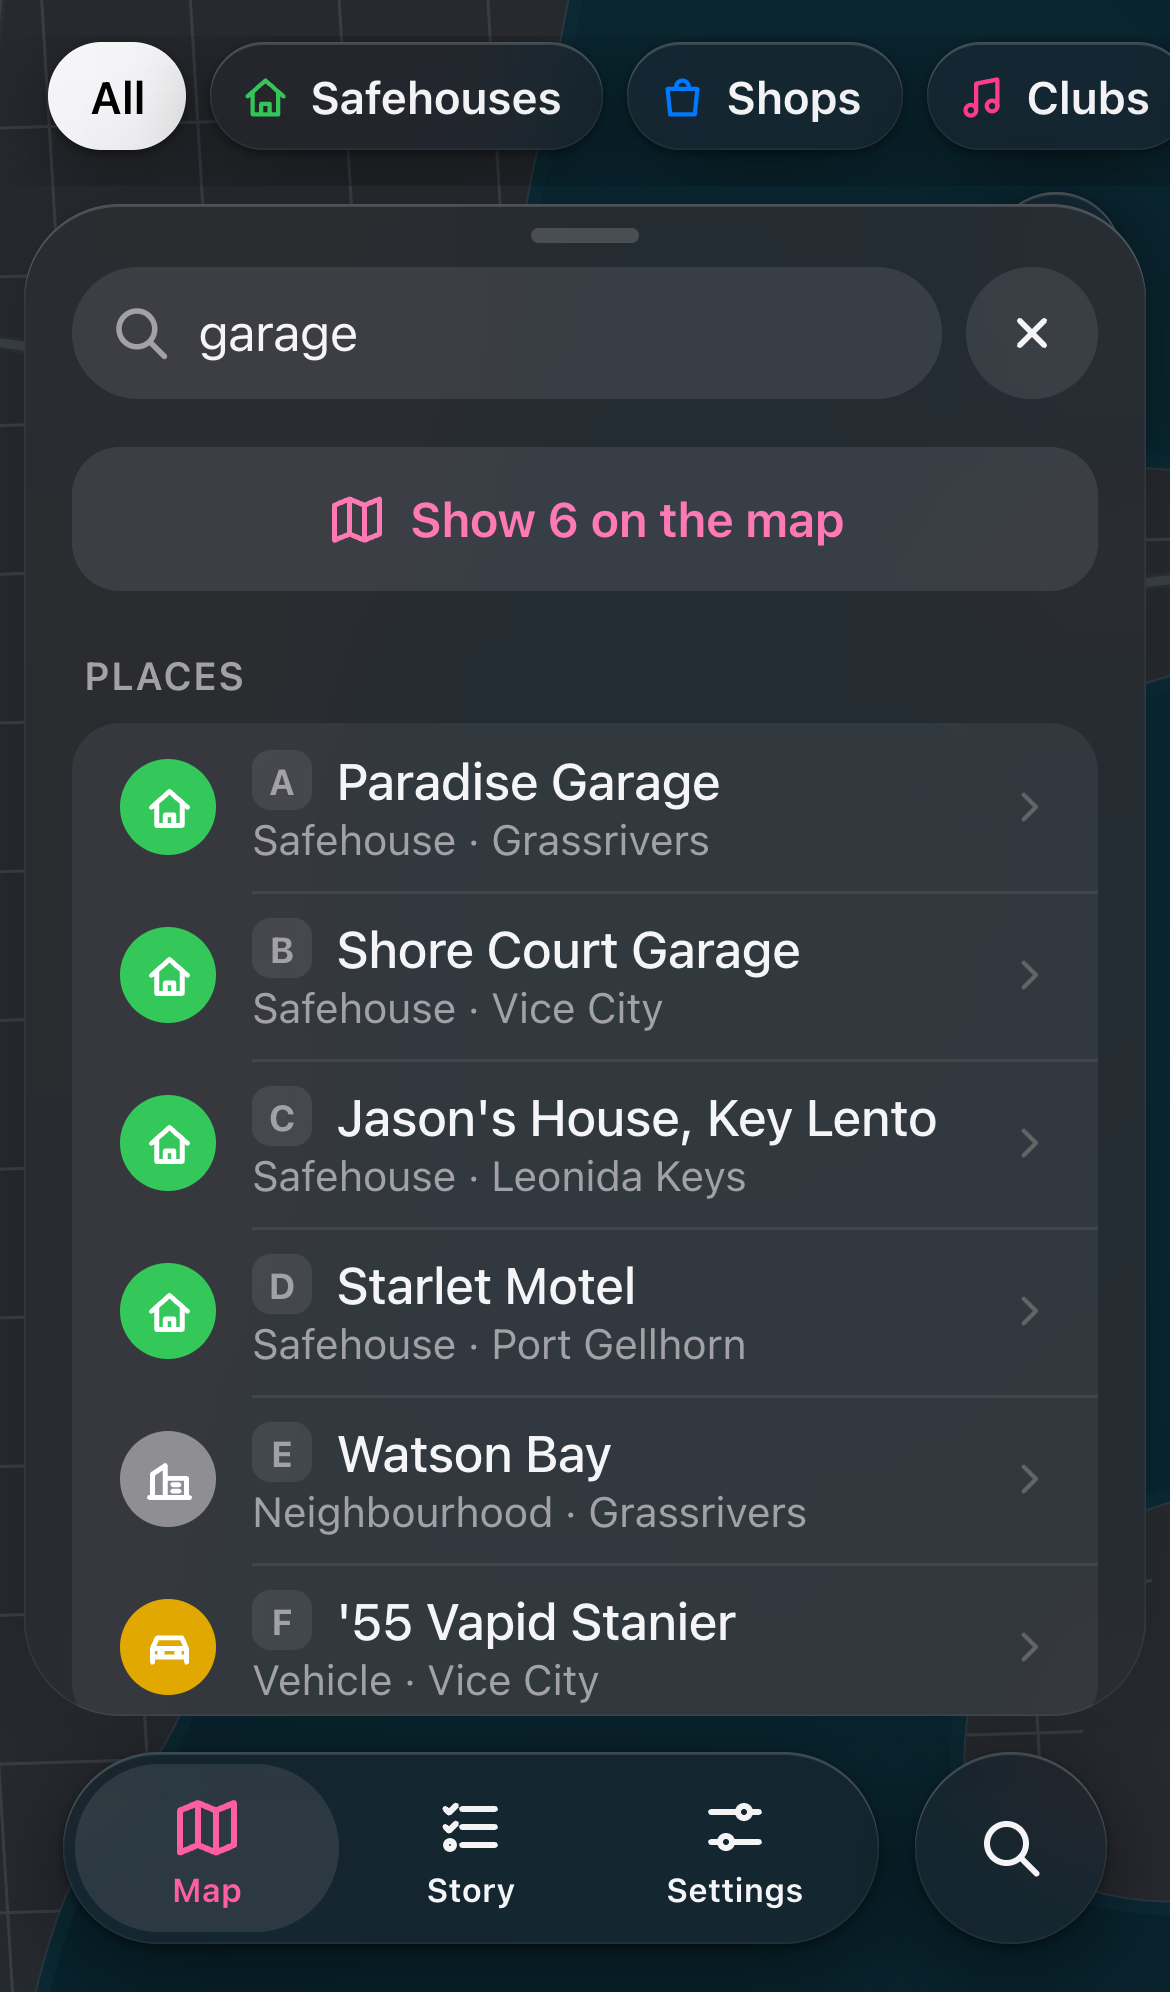 All
Safehouses
Shops
Clubs
garage
Show 6 on the map
PLACES
A Paradise Garage
Safehouse · Grassrivers
B Shore Court Garage
Safehouse · Vice City
C Jason's House, Key Lento
Safehouse · Leonida Keys
D Starlet Motel
Safehouse · Port Gellhorn
E Watson Bay
Neighbourhood · Grassrivers
F '55 Vapid Stanier
Vehicle · Vice City
Map
Story
Settings